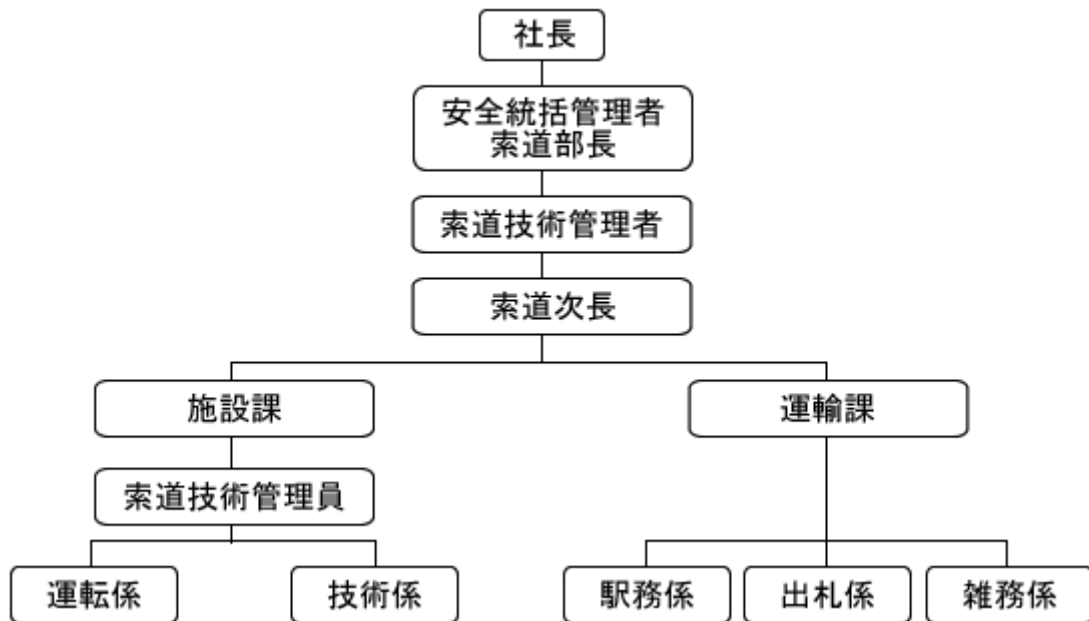 社長
安全統括管理者
索道部長
索道技術管理者
索道次長
施設課
運輸課
索道技術管理員
運転係
技術係
駅務係
出札係
雑務係